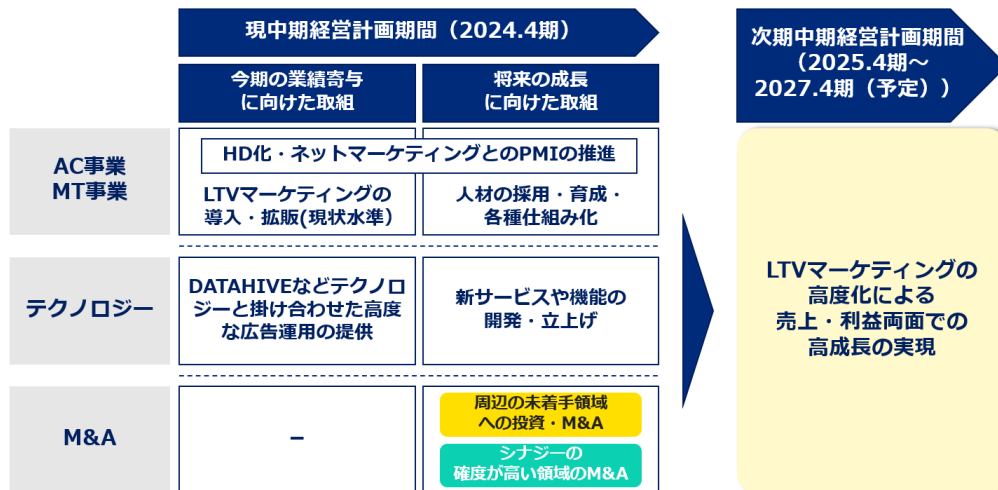 現中期経営計画期間（2024.4期）
次期中期経営計画期間
（2025.4期～
2027.4期（予定））
今期の業績寄与
に向けた取組
将来の成長
に向けた取組
AC事業
MT事業
HD化・ネットマーケティングとのPMIの推進
LTVマーケティングの
導入・拡販(現状水準）
人材の採用・育成・
各種仕組み化
テクノロジー
DATAHIVEなどテクノロ
ジーと掛け合わせた高度
な広告運用の提供
新サービスや機能の
開発・立上げ
M&A
–
周辺の未着手領域
への投資・M&A
シナジーの
確度が高い領域のM&A
LTVマーケティングの
高度化による
売上・利益両面での
高成長の実現